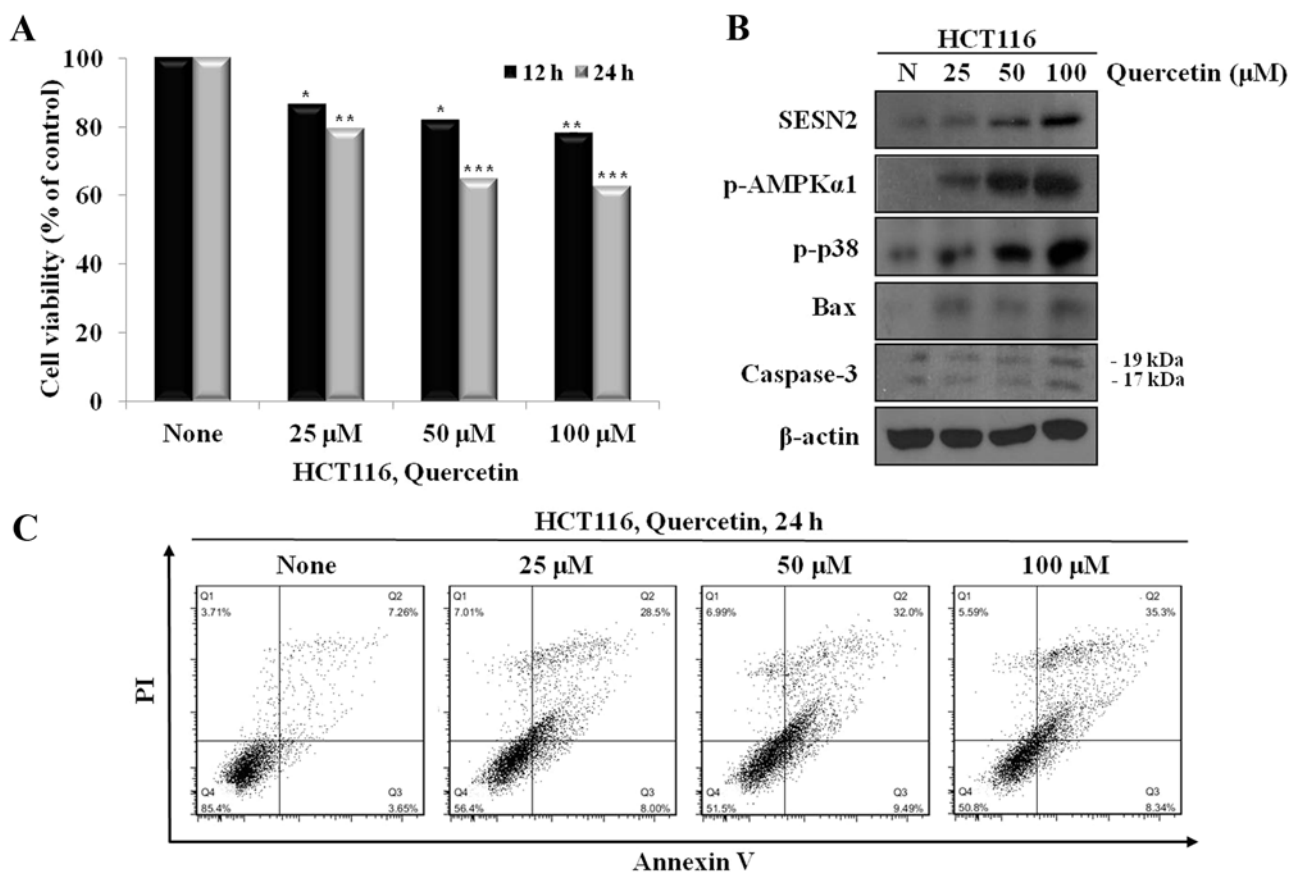 A
100
80
60
40
20
0
Cell viability (% of control)
12 h 24 h
*
**
*
***
**
***
None 25 μM 50 μM 100 μM
HCT116, Quercetin
B
HCT116
N 25 50 100 Quercetin (μM)
SESN2
p-AMPKα1
p-p38
Bax
Caspase-3
- 19 kDa
- 17 kDa
β-actin
C
HCT116, Quercetin, 24 h
None 25 μM 50 μM 100 μM
Q1 Q2 Q1 Q2 Q1 Q2 Q1 Q2
3.71% 7.26% 7.01% 28.5% 6.99% 32.0% 5.59% 35.3%
PI
Q4 Q3 Q4 Q3 Q4 Q3 Q4 Q3
85.4% 3.65% 56.4% 8.00% 51.5% 9.49% 50.8% 8.34%
Annexin V